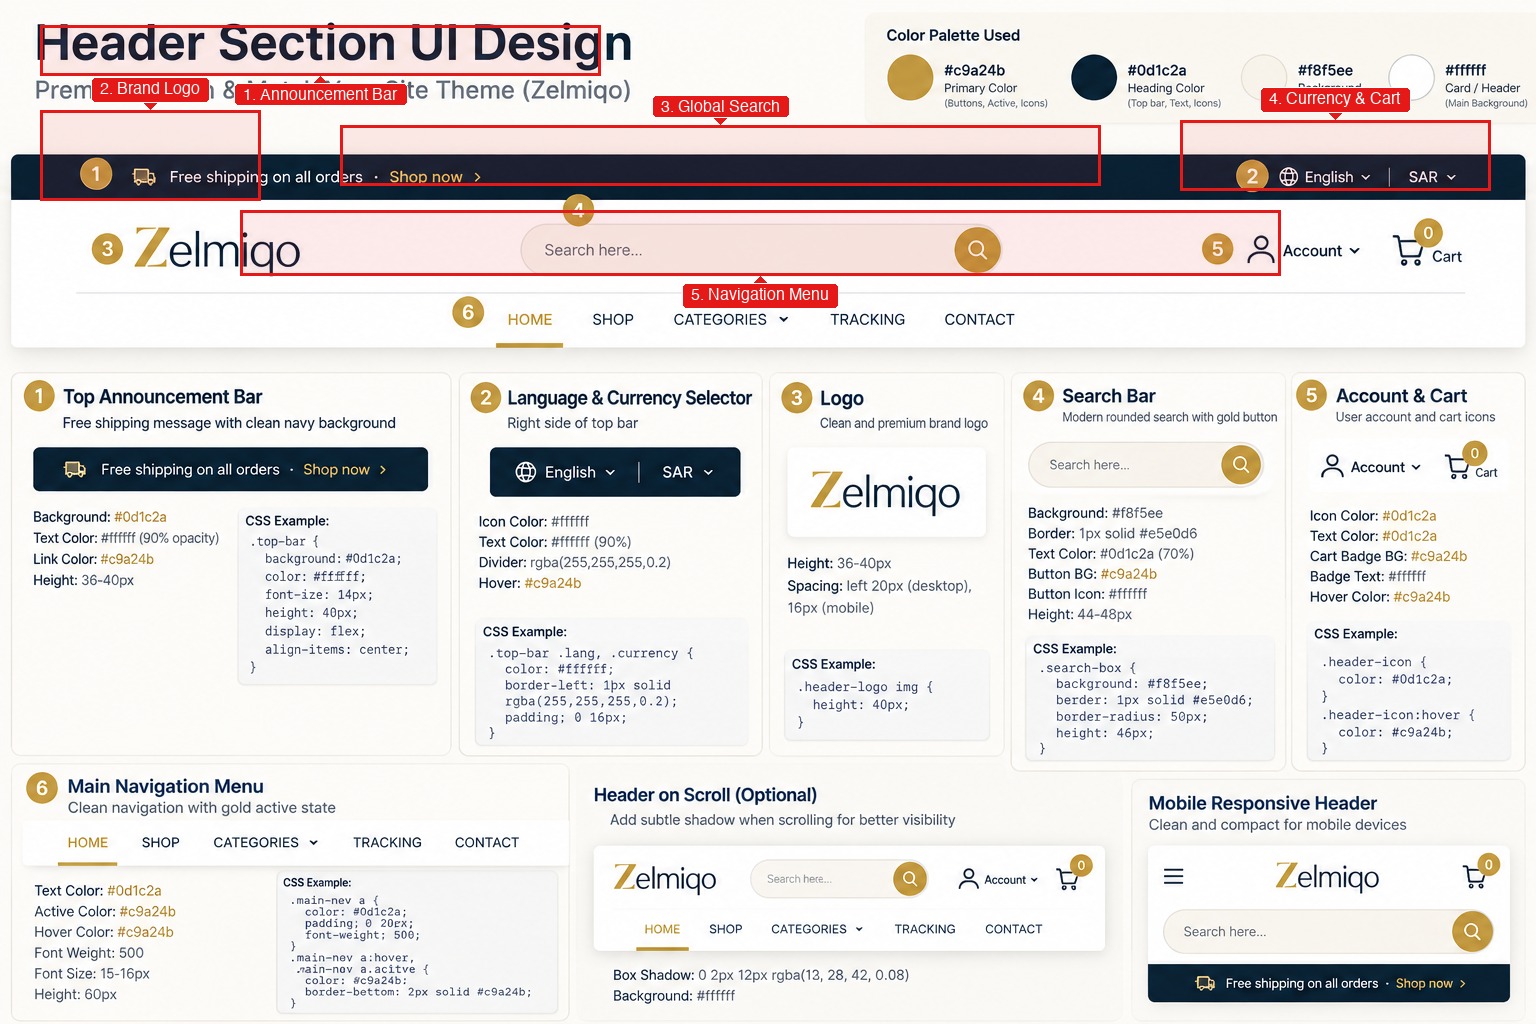 Header Section UI Design
Prem
te Theme (Zelmiqo)
2. Brand Logo
1. Announcement Bar
3. Global Search
4. Currency & Cart
Color Palette Used
#c9a24b
Primary Color
(Buttons, Active, Icons)
#0d1c2a
Heading Color
(Top bar, Text, Icons)
#f8f5ee
#ffffff
Card / Header
(Main Background)
1
Free shipping on all orders · Shop now >
2
English
SAR
3
Zelmiqo
4
Search here...
5
Account
0
Cart
5. Navigation Menu
6
HOME
SHOP
CATEGORIES
TRACKING
CONTACT
1
Top Announcement Bar
Free shipping message with clean navy background
Free shipping on all orders · Shop now >
Background: #0d1c2a
Text Color: #ffffff (90% opacity)
Link Color: #c9a24b
Height: 36-40px
CSS Example:
.top-bar {
background: #0d1c2a;
color: #ffffff;
font-ize: 14px;
height: 40px;
display: flex;
align-items: center;
}
2
Language & Currency Selector
Right side of top bar
English
SAR
Icon Color: #ffffff
Text Color: #ffffff (90%)
Divider: rgba(255,255,255,0.2)
Hover: #c9a24b
CSS Example:
.top-bar .lang, .currency {
color: #ffffff;
border-left: 1px solid
rgba(255,255,255,0.2);
padding; 0 16px;
}
3
Logo
Clean and premium brand logo
Zelmiqo
Height: 36-40px
Spacing: left 20px (desktop),
16px (mobile)
CSS Example:
.header-logo img {
height: 40px;
}
4
Search Bar
Modern rounded search with gold button
Search here...
Background: #f8f5ee
Border: 1px solid #e5e0d6
Text Color: #0d1c2a (70%)
Button BG: #c9a24b
Button Icon: #ffffff
Height: 44-48px
CSS Example:
.search-box {
background: #f8f5ee;
berder: 1px solid #e5e0d6;
border-radius: 50px;
height: 46px;
}
5
Account & Cart
User account and cart icons
Account
0
Cart
Icon Color: #0d1c2a
Text Color: #0d1c2a
Cart Badge BG: #c9a24b
Badge Text: #ffffff
Hover Color: #c9a24b
CSS Example:
.header-icon {
color: #0d1c2a;
}
.header-icon:hover {
color: #c9a24b;
}
6
Main Navigation Menu
Clean navigation with gold active state
HOME
SHOP
CATEGORIES
TRACKING
CONTACT
Text Color: #0d1c2a
Active Color: #c9a24b
Hover Color: #c9a24b
Font Weight: 500
Font Size: 15-16px
Height: 60px
CSS Example:
.main-nev a {
color: #0d1c2a;
padding; 0 20rx;
font-weight; 500;
}
.main-nev a:hover,
.main-nov a.acitve {
color: #c9a24b:
border-bettom: 2px solid #c9a24b;
}
Header on Scroll (Optional)
Add subtle shadow when scrolling for better visibility
Zelmiqo
Search here...
Account
0
HOME
SHOP
CATEGORIES
TRACKING
CONTACT
Box Shadow: 0 2px 12px rgba(13, 28, 42, 0.08)
Background: #ffffff
Mobile Responsive Header
Clean and compact for mobile devices
Zelmiqo
0
Search here...
Free shipping on all orders · Shop now >